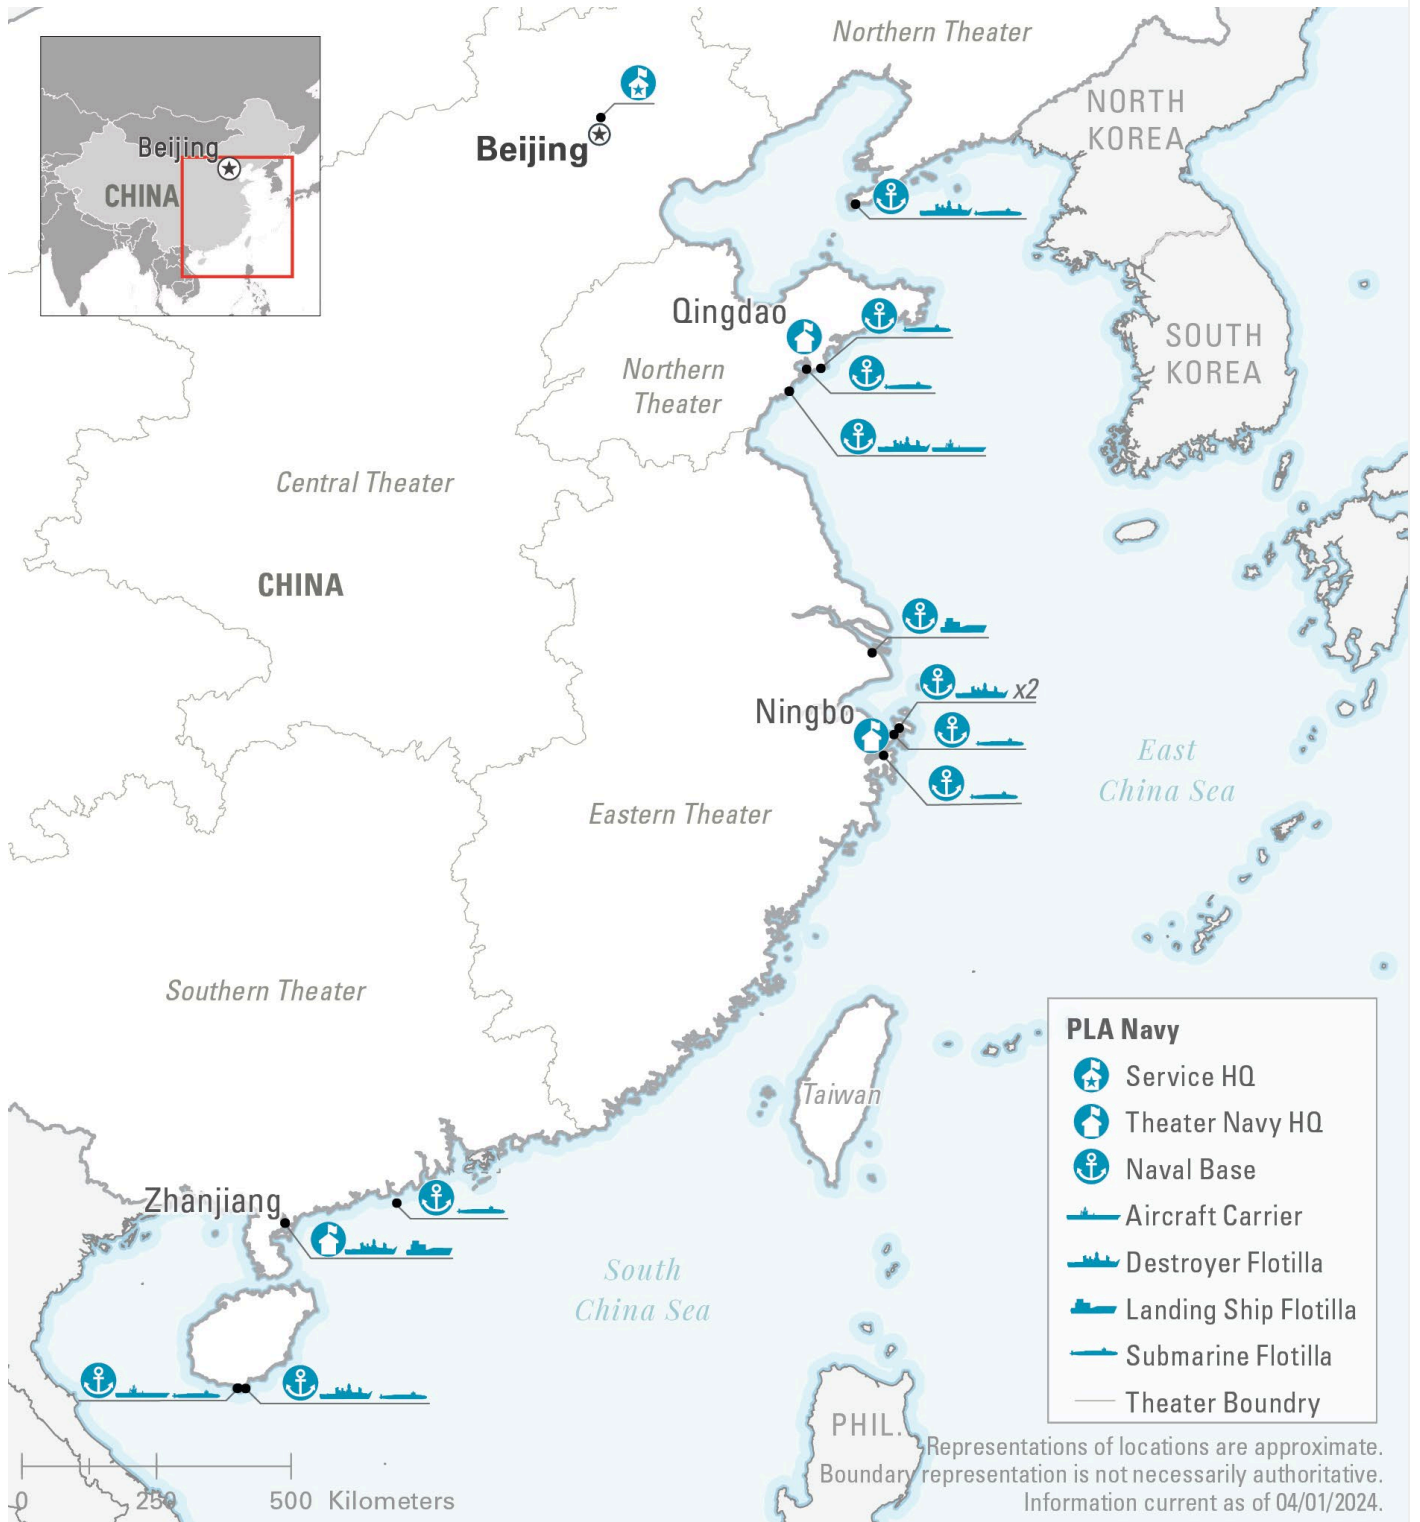 Northern Theater
Beijing
CHINA
Beijing
NORTH
KOREA
Qingdao
SOUTH
KOREA
Northern
Theater
Central Theater
CHINA
x2
Ningbo
East
China Sea
Eastern Theater
Southern Theater
Taiwan
Zhanjiang
South
China Sea
PHIL.
PLA Navy
Service HQ
Theater Navy HQ
Naval Base
Aircraft Carrier
Destroyer Flotilla
Landing Ship Flotilla
Submarine Flotilla
Theater Boundry
0 250 500 Kilometers
Representations of locations are approximate.
Boundary representation is not necessarily authoritative.
Information current as of 04/01/2024.